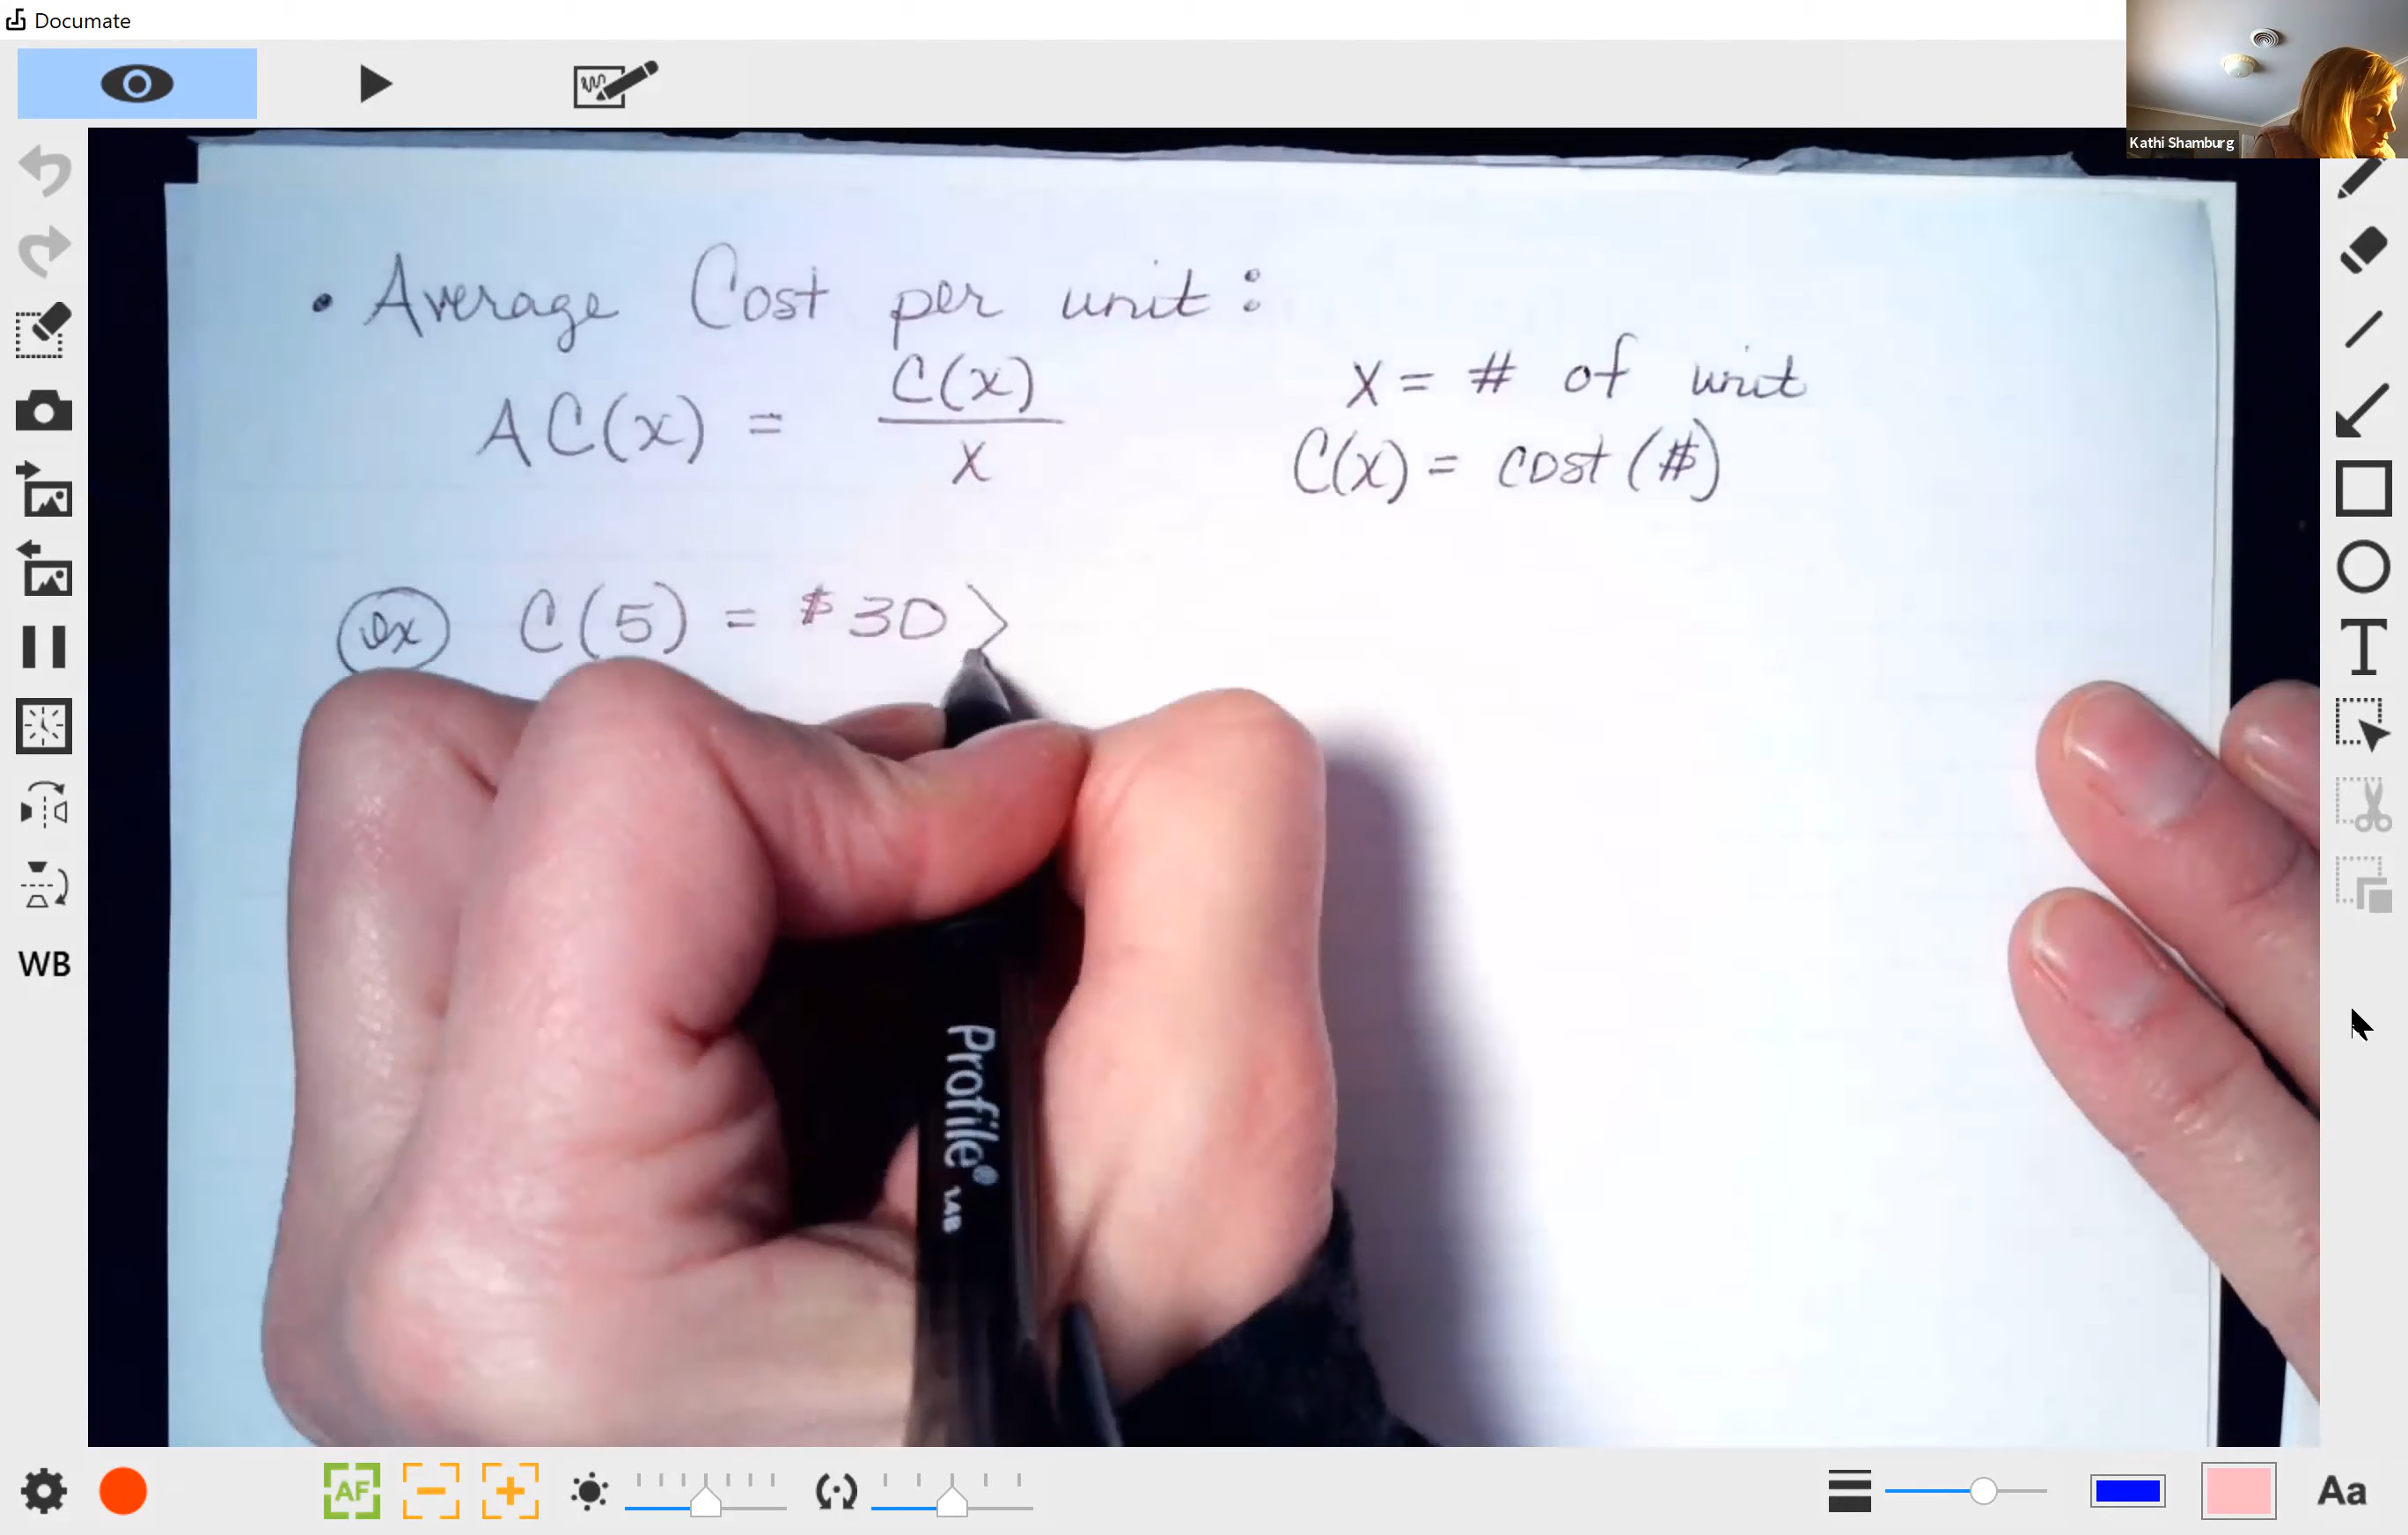 Documate
Kathi Shamburg
• Average Cost per unit:
AC(x) = C(x) / x
x = # of unit
C(x) = cost ($)
ex C(5) = $30 >
Profile®
WB
AF
T
Aa